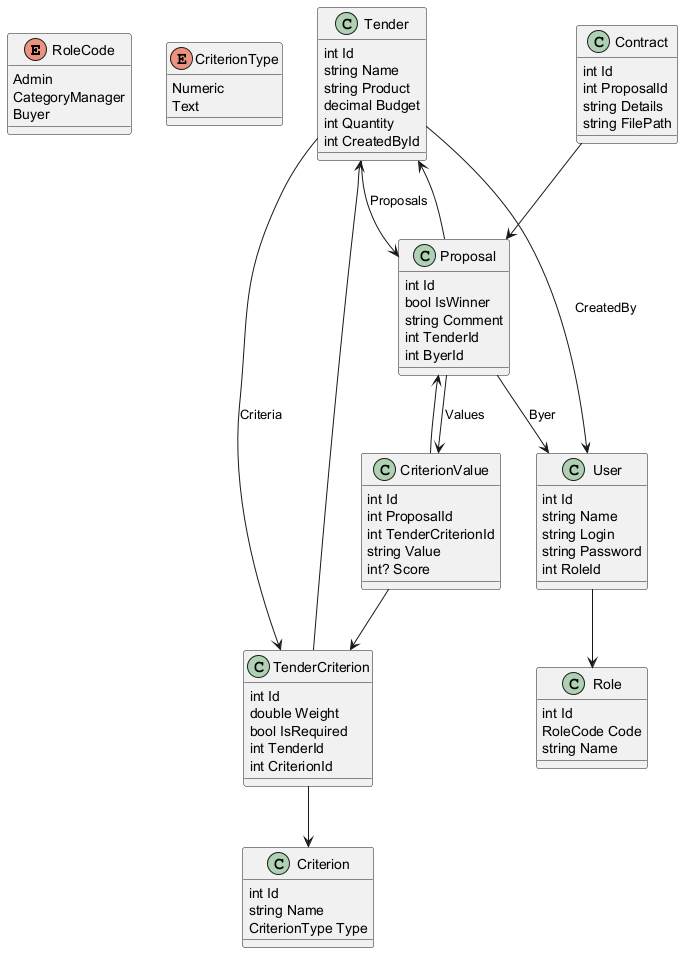 E RoleCode
Admin
CategoryManager
Buyer
E CriterionType
Numeric
Text
C Tender
int Id
string Name
string Product
decimal Budget
int Quantity
int CreatedById
C Contract
int Id
int ProposalId
string Details
string FilePath
Proposals
C Proposal
int Id
bool IsWinner
string Comment
int TenderId
int ByerId
CreatedBy
Criteria
Values
Byer
C CriterionValue
int Id
int ProposalId
int TenderCriterionId
string Value
int? Score
C User
int Id
string Name
string Login
string Password
int RoleId
C TenderCriterion
int Id
double Weight
bool IsRequired
int TenderId
int CriterionId
C Role
int Id
RoleCode Code
string Name
C Criterion
int Id
string Name
CriterionType Type